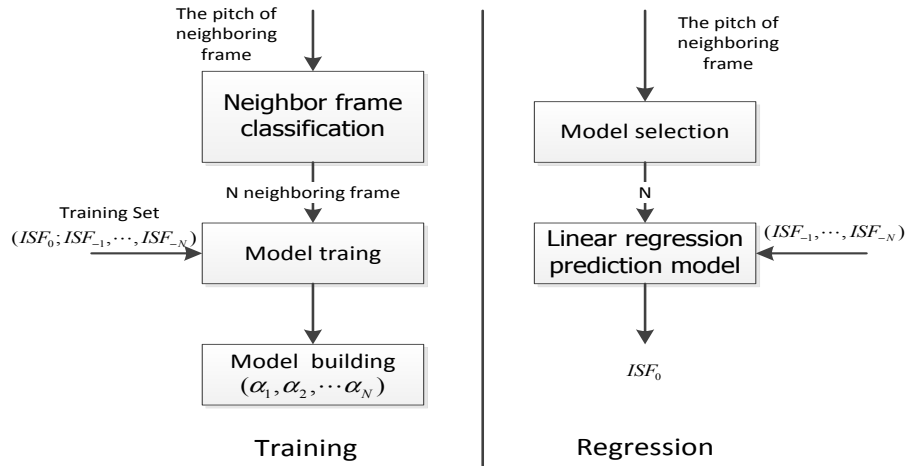 The pitch of
neighboring
frame
Neighbor frame
classification
N neighboring frame
Training Set
(ISF₀; ISF₋₁, ⋯, ISF₋N)
Model traing
Model building
(α₁, α₂, ⋯ α_N)
Training
The pitch of
neighboring
frame
Model selection
N
Linear regression
prediction model
(ISF₋₁, ⋯, ISF₋N)
ISF₀
Regression